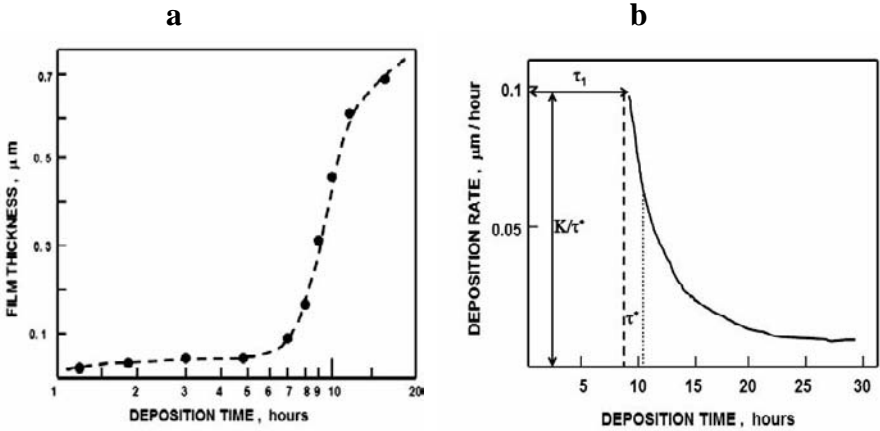 a
b
FILM THICKNESS , μm
0.7
0.5
0.3
0.1
1 2 3 4 5 6 7 8 9 10 20
DEPOSITION TIME , hours
DEPOSITION RATE , μm / hour
0.1
0.05
τ1
K/τ*
τ*
5 10 15 20 25 30
DEPOSITION TIME , hours